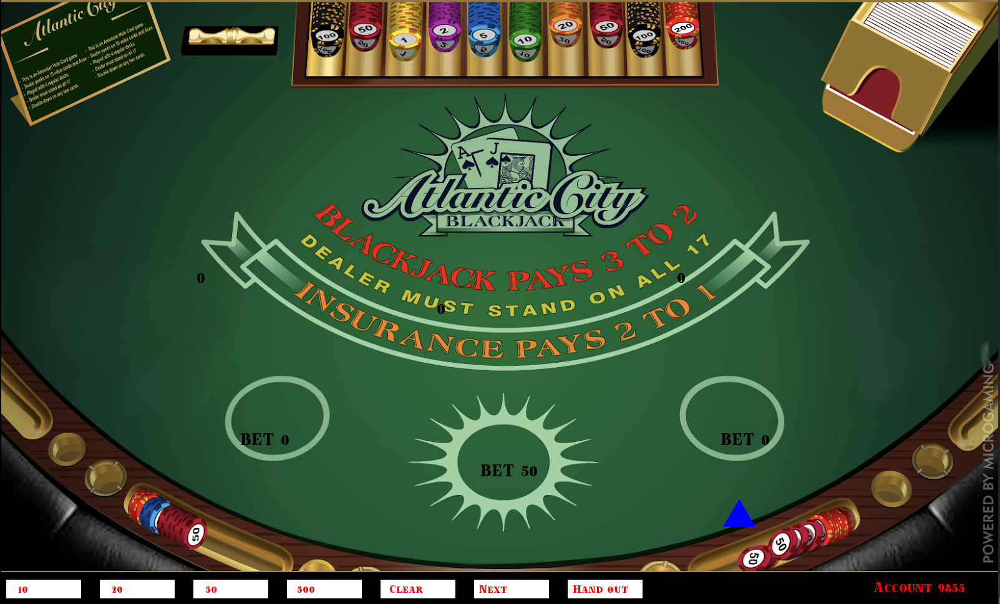 Atlantic City
- This is an American Hole Card game
- Dealer peeks on 10 value cards and Aces
- Played with 4 regular decks
- Dealer must stand on all 17
- Double down on any two cards
- This is an American Hole Card game
- Dealer peeks on 10 value cards and Aces
- Played with 4 regular decks
- Dealer must stand on all 17
- Double down on any two cards
100 50 1 2 5 10 20 50 100 200
A J
Atlantic City
BLACKJACK
BLACKJACK PAYS 3 TO 2
DEALER MUST STAND ON ALL 17
INSURANCE PAYS 2 TO 1
0
0
0
BET 0
BET 50
BET 0
50
50
50
POWERED BY MICROGAMING
10
20
50
500
CLEAR
NEXT
HAND OUT
ACCOUNT 9855